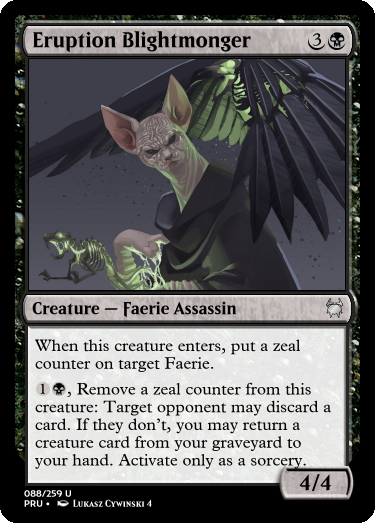 Eruption Blightmonger 3
Creature — Faerie Assassin
When this creature enters, put a zeal
counter on target Faerie.
1, Remove a zeal counter from this
creature: Target opponent may discard a
card. If they don't, you may return a
creature card from your graveyard to
your hand. Activate only as a sorcery.
4/4
088/259 U
PRU • Lukasz Cywinski 4